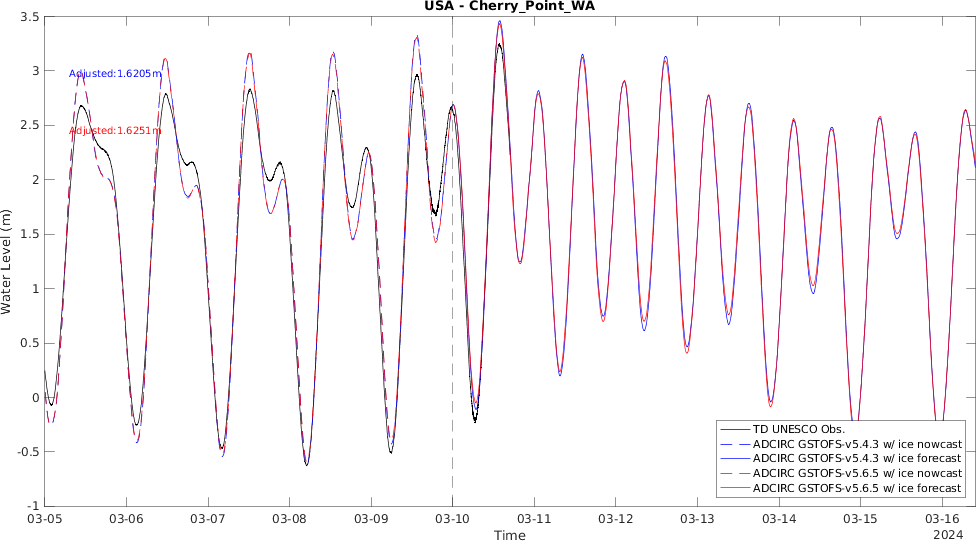 USA - Cherry_Point_WA
3.5
3
2.5
2
1.5
1
0.5
0
-0.5
-1
Water Level (m)
Adjusted:1.6205m
Adjusted:1.6251m
TD UNESCO Obs.
ADCIRC GSTOFS-v5.4.3 w/ ice nowcast
ADCIRC GSTOFS-v5.4.3 w/ ice forecast
ADCIRC GSTOFS-v5.6.5 w/ ice nowcast
ADCIRC GSTOFS-v5.6.5 w/ ice forecast
03-05 03-06 03-07 03-08 03-09 03-10 03-11 03-12 03-13 03-14 03-15 03-16
Time
2024